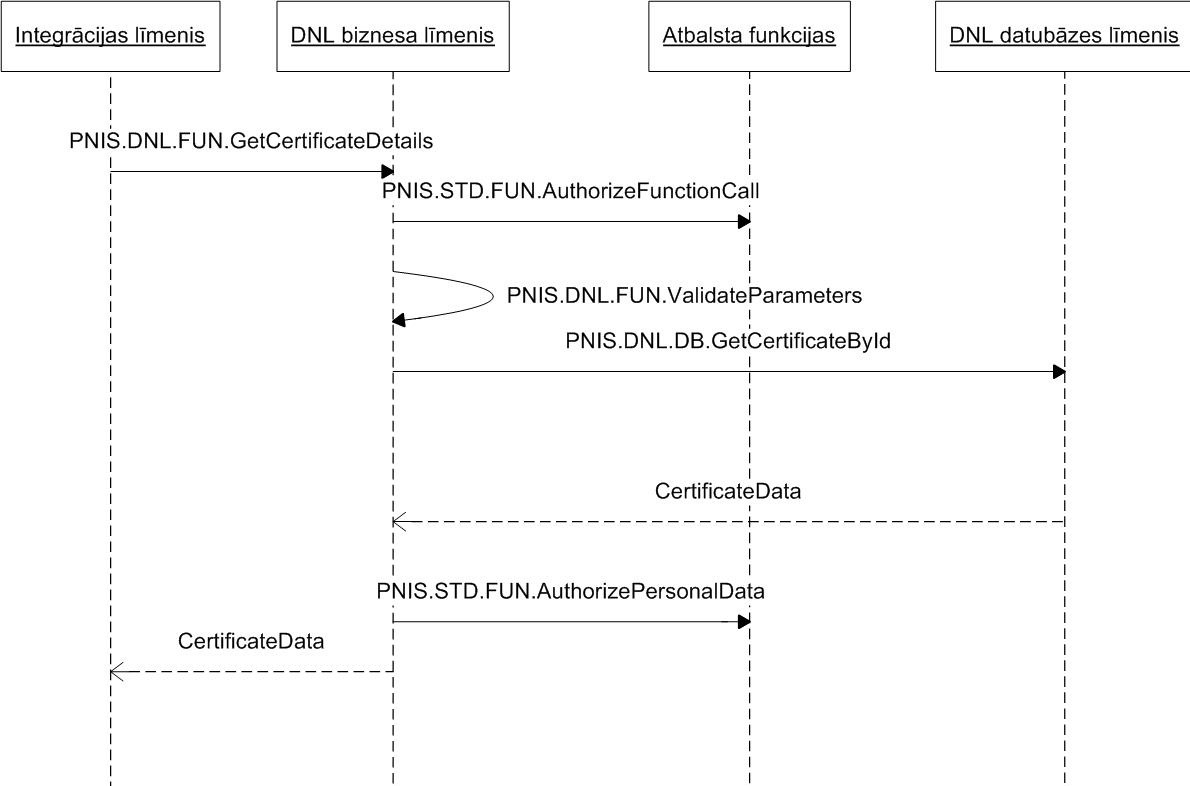 Integrācijas līmenis
DNL biznesa līmenis
Atbalsta funkcijas
DNL datubāzes līmenis
PNIS.DNL.FUN.GetCertificateDetails
PNIS.STD.FUN.AuthorizeFunctionCall
PNIS.DNL.FUN.ValidateParameters
PNIS.DNL.DB.GetCertificateById
CertificateData
PNIS.STD.FUN.AuthorizePersonalData
CertificateData